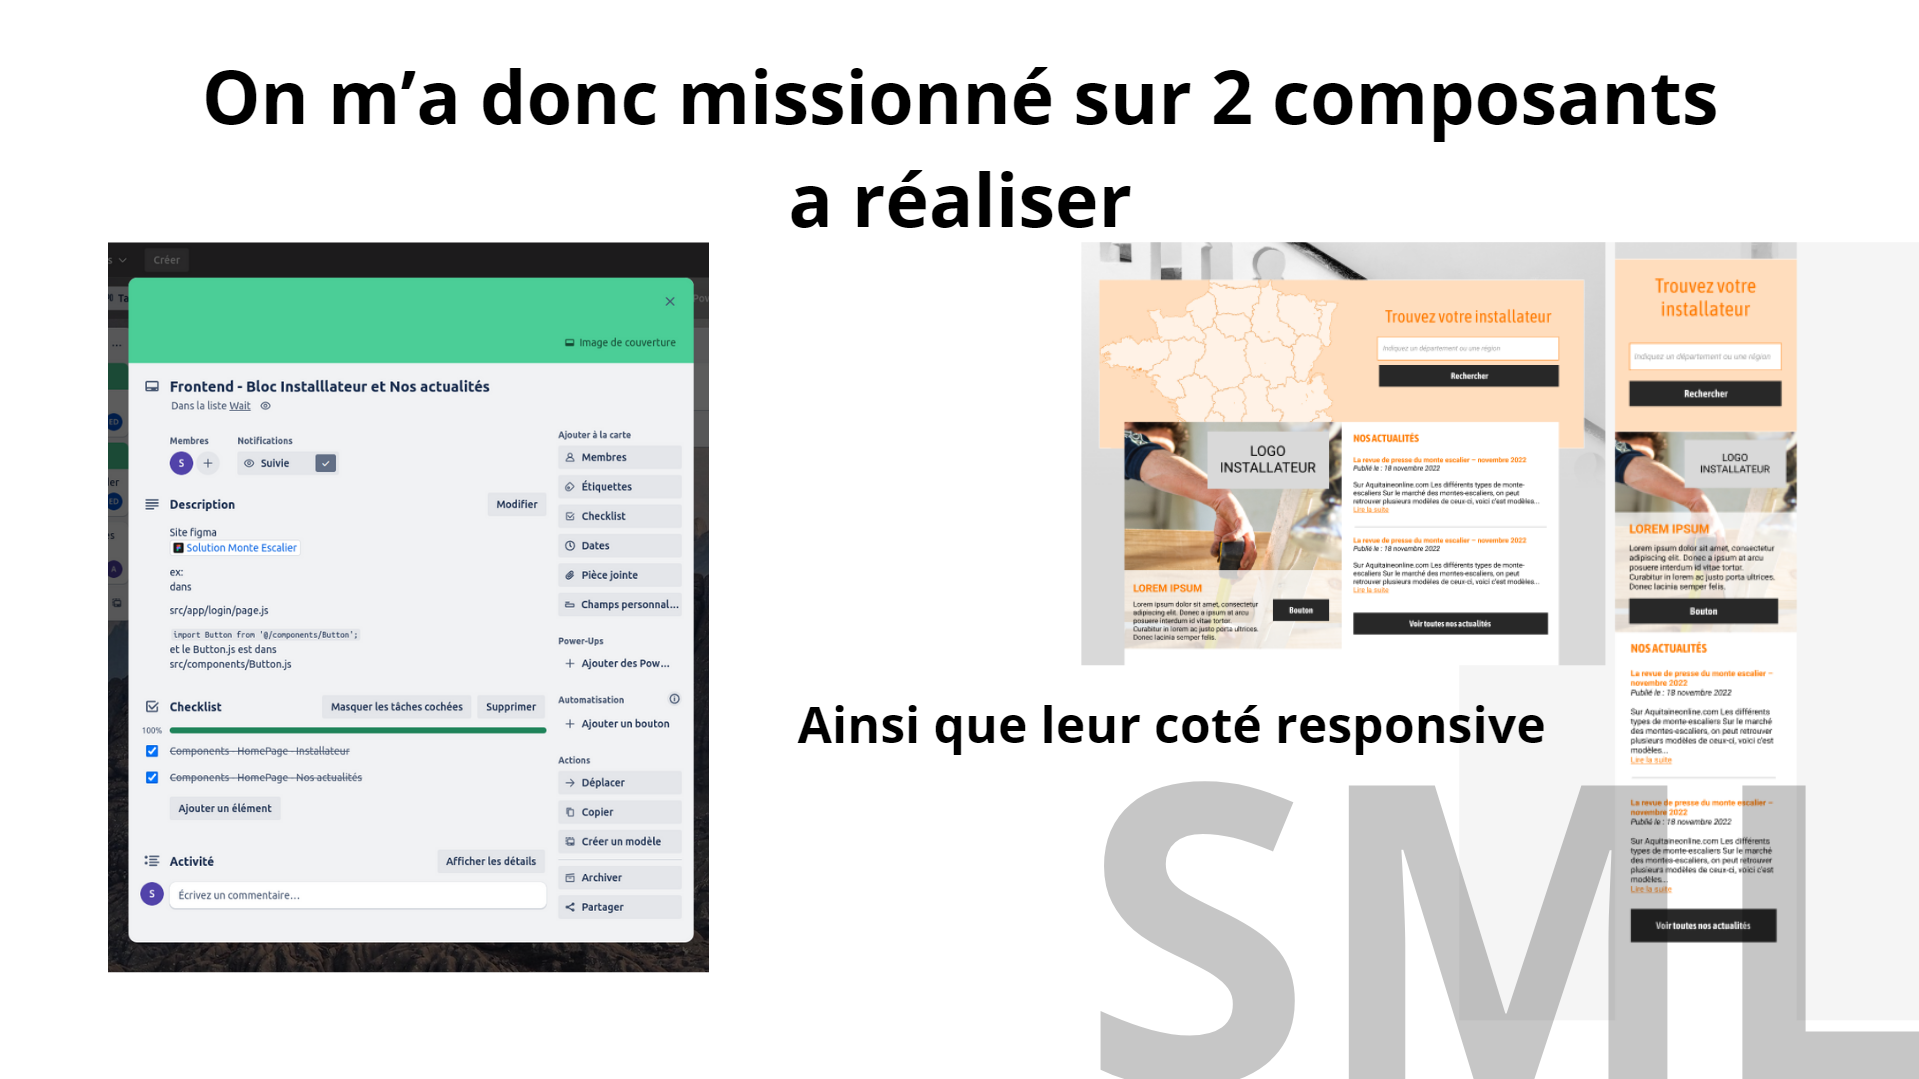 On m’a donc missionné sur 2 composants
a réaliser
Créer
Image de couverture
Frontend - Bloc Installlateur et Nos actualités
Dans la liste Wait
Membres
Notifications
S
Suivie
Description
Modifier
Site figma
Solution Monte Escalier
ex:
dans
src/app/login/page.js
import Button from '@/components/Button';
et le Button.js est dans
src/components/Button.js
Checklist
Masquer les tâches cochées
Supprimer
100%
Components - HomePage - Installateur
Components - HomePage - Nos actualités
Ajouter un élément
Activité
Afficher les détails
S
Écrivez un commentaire…
Ajouter à la carte
Membres
Étiquettes
Checklist
Dates
Pièce jointe
Champs personnal…
Power-Ups
Ajouter des Pow…
Automatisation
Ajouter un bouton
Actions
Déplacer
Copier
Créer un modèle
Archiver
Partager
Trouvez votre installateur
Indiquez un département ou une région
Rechercher
LOGO
INSTALLATEUR
LOREM IPSUM
Lorem ipsum dolor sit amet, consectetur
adipiscing elit. Donec a ipsum at arcu
posuere interdum id vitae tortor.
Curabitur in lorem ac justo porta ultrices.
Donec lacinia semper felis.
Bouton
NOS ACTUALITÉS
La revue de presse du monte escalier – novembre 2022
Publié le : 18 novembre 2022
Sur Aquitaineonline.com Les différents types de monte-
escaliers Sur le marché des montes-escaliers, on peut
retrouver plusieurs modèles de ceux-ci, voici c'est modèles...
Lire la suite
La revue de presse du monte escalier – novembre 2022
Publié le : 18 novembre 2022
Sur Aquitaineonline.com Les différents types de monte-
escaliers Sur le marché des montes-escaliers, on peut
retrouver plusieurs modèles de ceux-ci, voici c'est modèles...
Lire la suite
Voir toutes nos actualités
Trouvez votre
installateur
Indiquez un département ou une région
Rechercher
LOGO
INSTALLATEUR
LOREM IPSUM
Lorem ipsum dolor sit amet, consectetur
adipiscing elit. Donec a ipsum at arcu
posuere interdum id vitae tortor.
Curabitur in lorem ac justo porta ultrices.
Donec lacinia semper felis.
Bouton
NOS ACTUALITÉS
La revue de presse du monte escalier –
novembre 2022
Publié le : 18 novembre 2022
Sur Aquitaineonline.com Les différents
types de monte-escaliers Sur le marché
des montes-escaliers, on peut retrouver
plusieurs modèles de ceux-ci, voici c'est
modèles...
Lire la suite
La revue de presse du monte escalier –
novembre 2022
Publié le : 18 novembre 2022
Sur Aquitaineonline.com Les différents
types de monte-escaliers Sur le marché
des montes-escaliers, on peut retrouver
plusieurs modèles de ceux-ci, voici c'est
modèles...
Lire la suite
Voir toutes nos actualités
Ainsi que leur coté responsive
SML